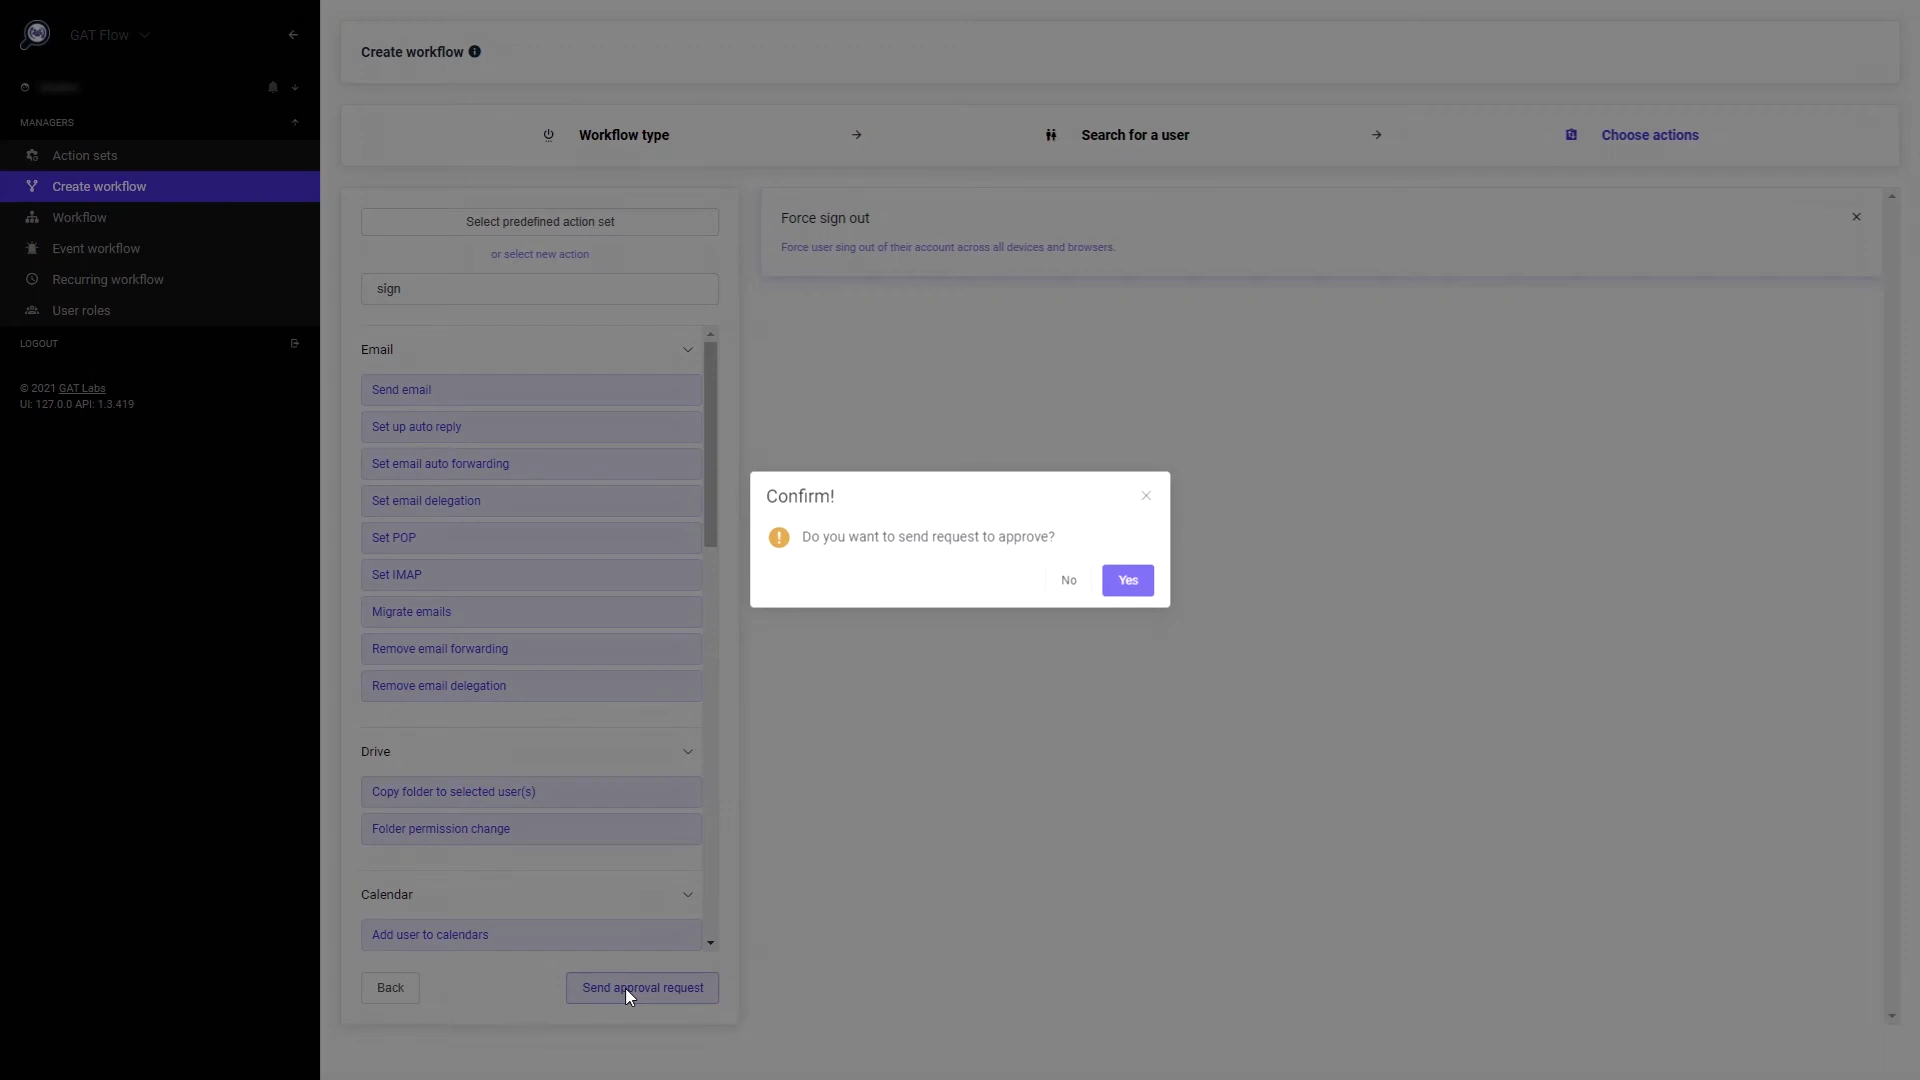 GAT Flow
MANAGERS
Action sets
Create workflow
Workflow
Event workflow
Recurring workflow
User roles
LOGOUT
© 2021 GAT Labs
UI: 127.0.0 API: 1.3.419
Create workflow
Workflow type
Search for a user
Choose actions
Select predefined action set
or select new action
sign
Email
Send email
Set up auto reply
Set email auto forwarding
Set email delegation
Set POP
Set IMAP
Migrate emails
Remove email forwarding
Remove email delegation
Drive
Copy folder to selected user(s)
Folder permission change
Calendar
Add user to calendars
Back
Send approval request
Force sign out
Force user sing out of their account across all devices and browsers.
Confirm!
Do you want to send request to approve?
No
Yes